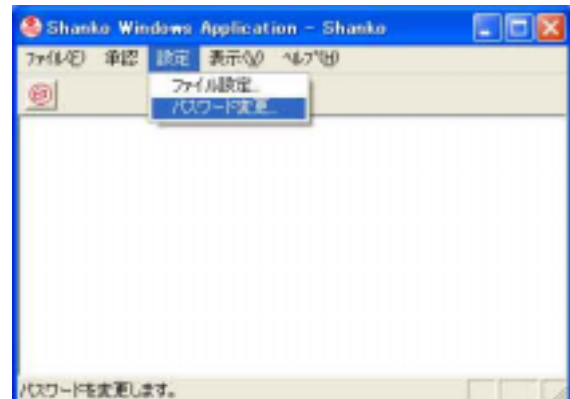 Shanko Windows Application - Shanko
ﾌｧｲﾙ(F) 承認 設定 表示(V) ﾍﾙﾌﾟ(H)
ファイル設定...
パスワード変更...
パスワードを変更します。